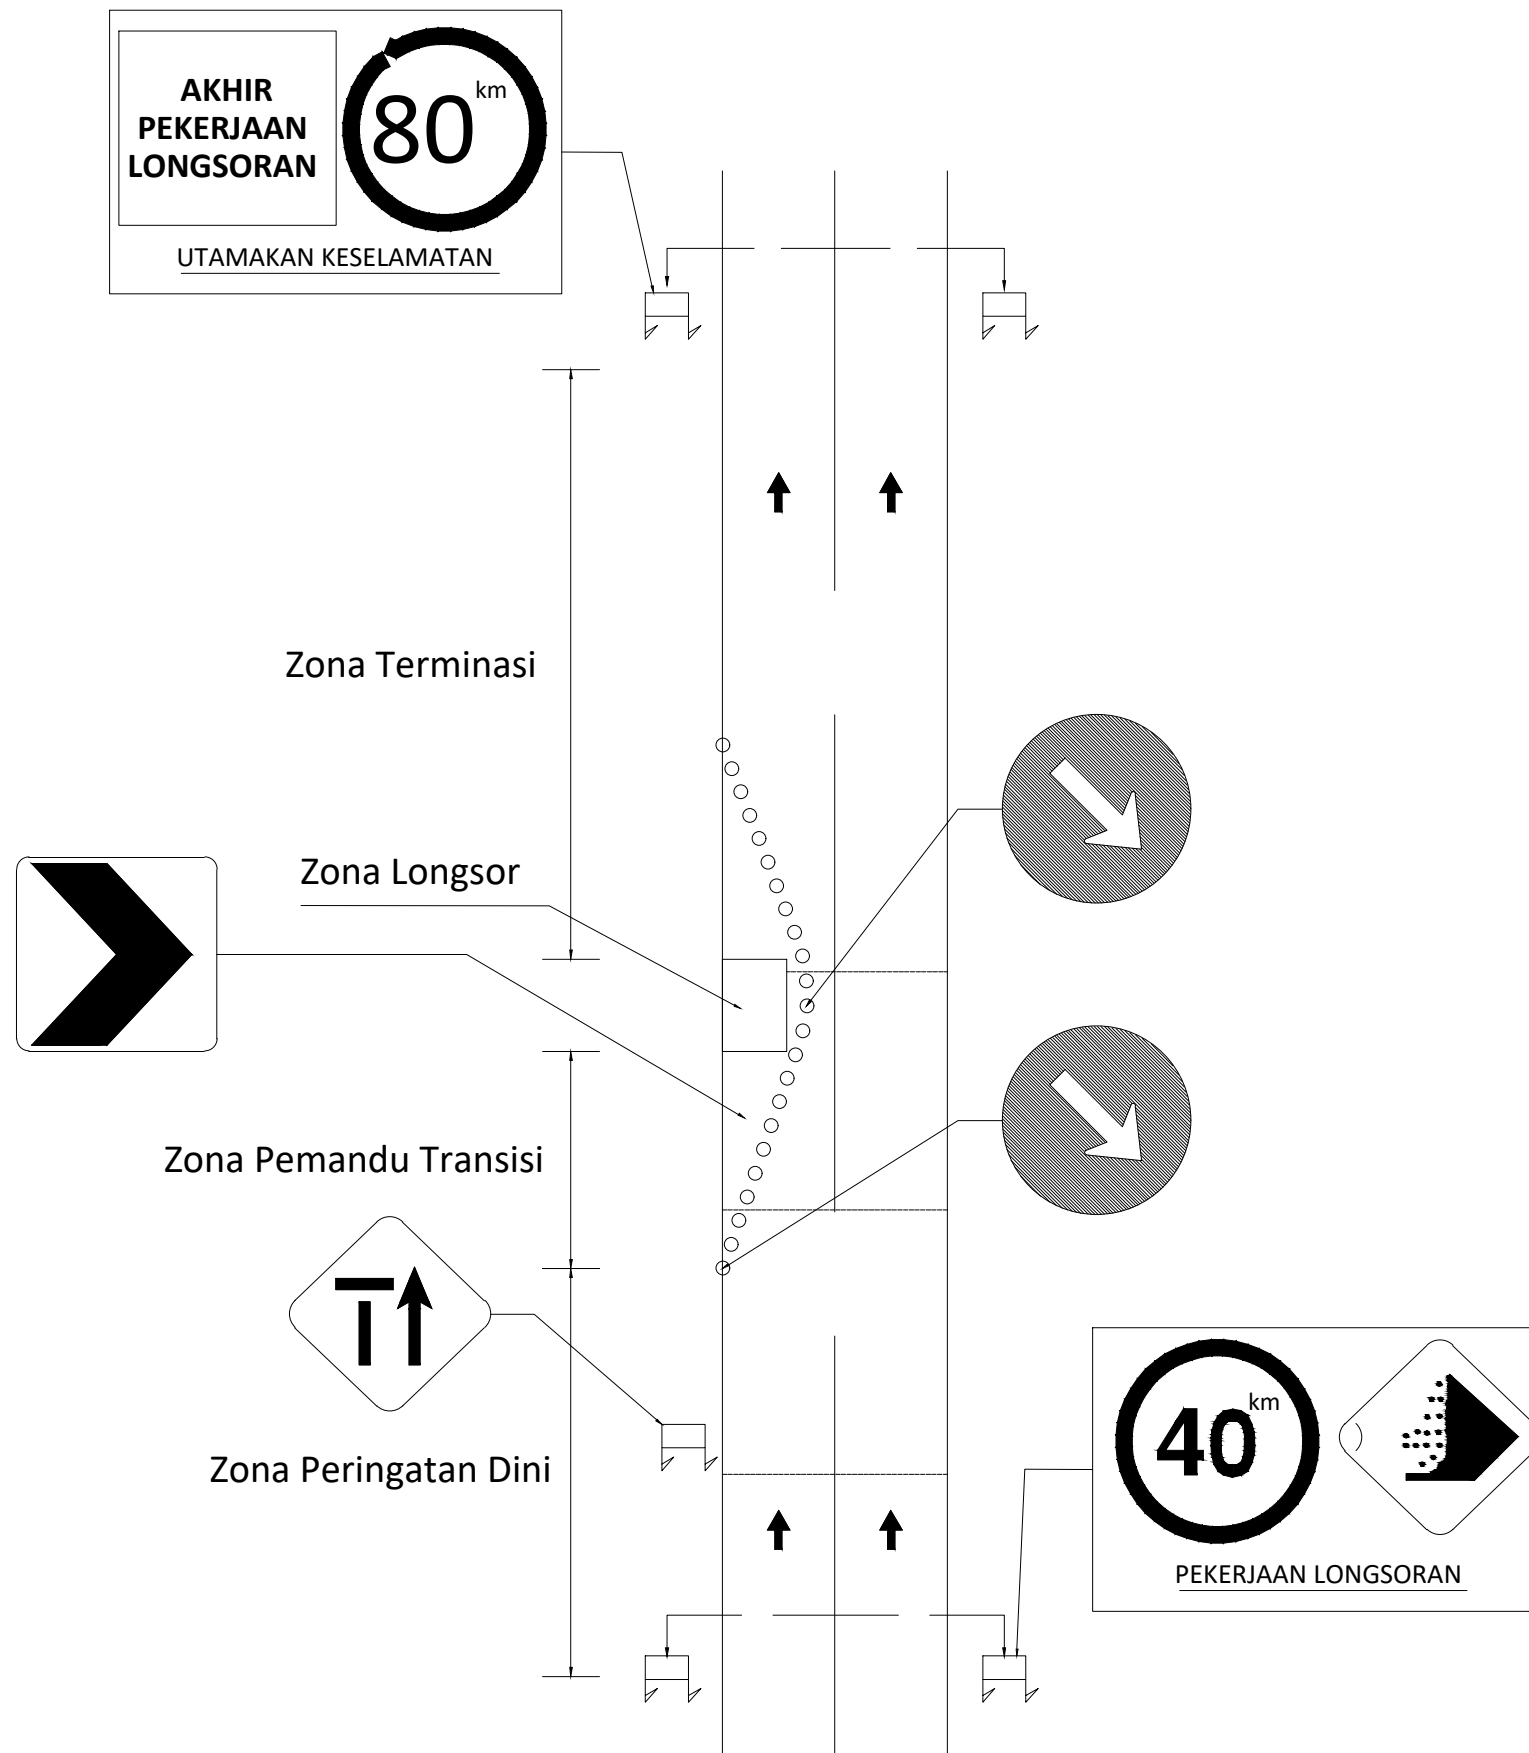 AKHIR
PEKERJAAN
LONGSORAN
80 km
UTAMAKAN KESELAMATAN
Zona Terminasi
Zona Longsor
Zona Pemandu Transisi
Zona Peringatan Dini
40 km
PEKERJAAN LONGSORAN